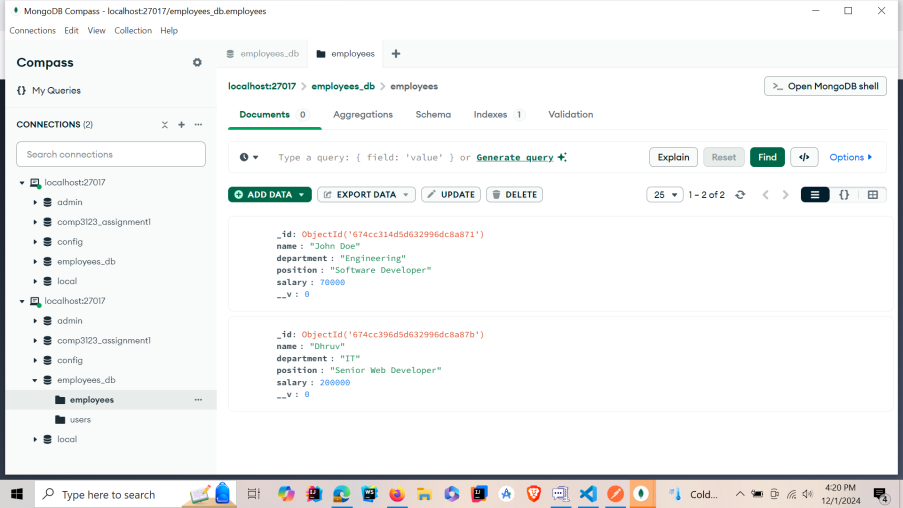 MongoDB Compass - localhost:27017/employees_db.employees
Connections Edit View Collection Help
Compass
{} My Queries
CONNECTIONS (2)
Search connections
localhost:27017
admin
comp3123_assignment1
config
employees_db
local
localhost:27017
admin
comp3123_assignment1
config
employees_db
employees
users
local
employees_db employees
localhost:27017 > employees_db > employees
>_ Open MongoDB shell
Documents 0 Aggregations Schema Indexes 1 Validation
Type a query: { field: 'value' } or Generate query
Explain Reset Find </> Options
ADD DATA EXPORT DATA UPDATE DELETE
25 1 – 2 of 2 {}
_id: ObjectId('674cc314d5d632996dc8a871')
name : "John Doe"
department : "Engineering"
position : "Software Developer"
salary : 70000
__v : 0
_id: ObjectId('674cc396d5d632996dc8a87b')
name : "Dhruv"
department : "IT"
position : "Senior Web Developer"
salary : 200000
__v : 0
Type here to search
Cold...
4:20 PM
12/1/2024
4